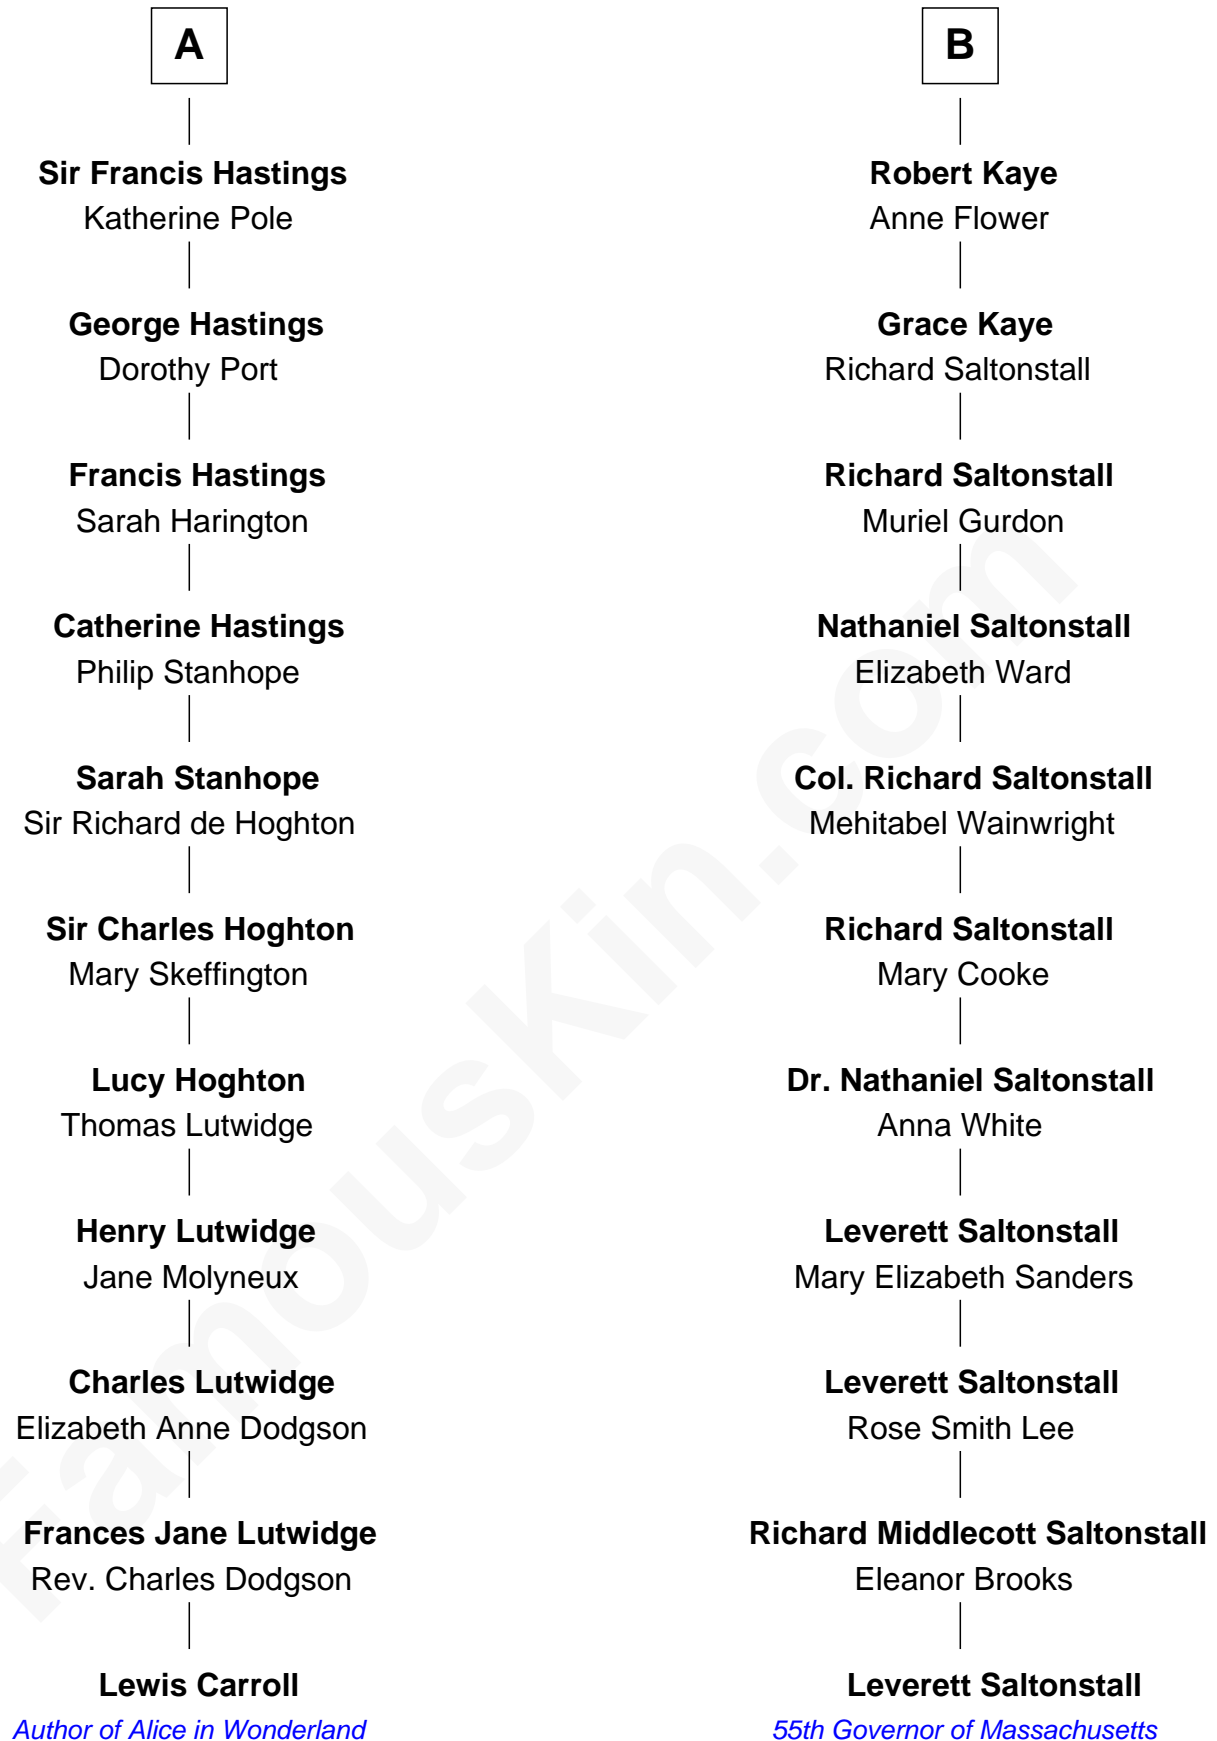 A
Sir Francis Hastings
Katherine Pole
George Hastings
Dorothy Port
Francis Hastings
Sarah Harington
Catherine Hastings
Philip Stanhope
Sarah Stanhope
Sir Richard de Hoghton
Sir Charles Hoghton
Mary Skeffington
Lucy Hoghton
Thomas Lutwidge
Henry Lutwidge
Jane Molyneux
Charles Lutwidge
Elizabeth Anne Dodgson
Frances Jane Lutwidge
Rev. Charles Dodgson
Lewis Carroll
Author of Alice in Wonderland
B
Robert Kaye
Anne Flower
Grace Kaye
Richard Saltonstall
Richard Saltonstall
Muriel Gurdon
Nathaniel Saltonstall
Elizabeth Ward
Col. Richard Saltonstall
Mehitabel Wainwright
Richard Saltonstall
Mary Cooke
Dr. Nathaniel Saltonstall
Anna White
Leverett Saltonstall
Mary Elizabeth Sanders
Leverett Saltonstall
Rose Smith Lee
Richard Middlecott Saltonstall
Eleanor Brooks
Leverett Saltonstall
55th Governor of Massachusetts
FamousKin.com